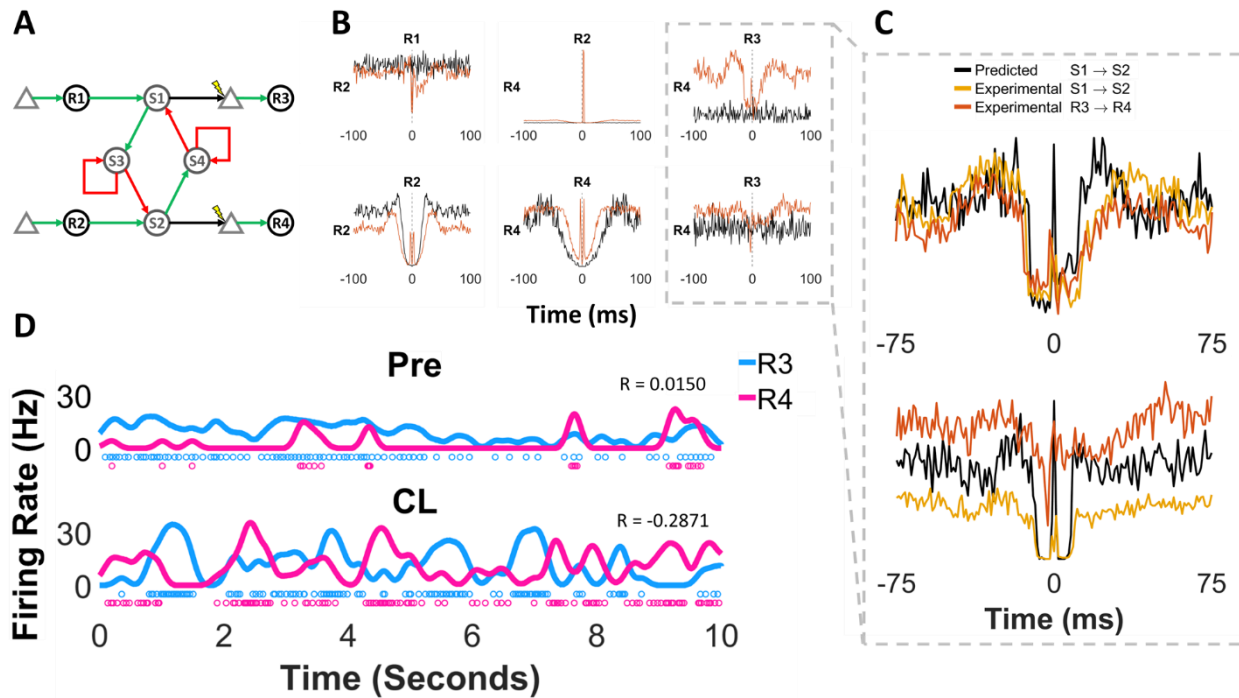 A
R1
S1
R3
S3
S4
R2
S2
R4
B
R1
R2
-100 0 100
R2
R4
-100 0 100
R3
R4
-100 0 100
R2
R2
-100 0 100
R4
R2
-100 0 100
R3
R4
-100 0 100
Time (ms)
C
Predicted S1 → S2
Experimental S1 → S2
Experimental R3 → R4
-75 0 75
-75 0 75
Time (ms)
D
Pre
R = 0.0150
R3
R4
30
0
CL
R = -0.2871
30
0
Firing Rate (Hz)
0 2 4 6 8 10
Time (Seconds)